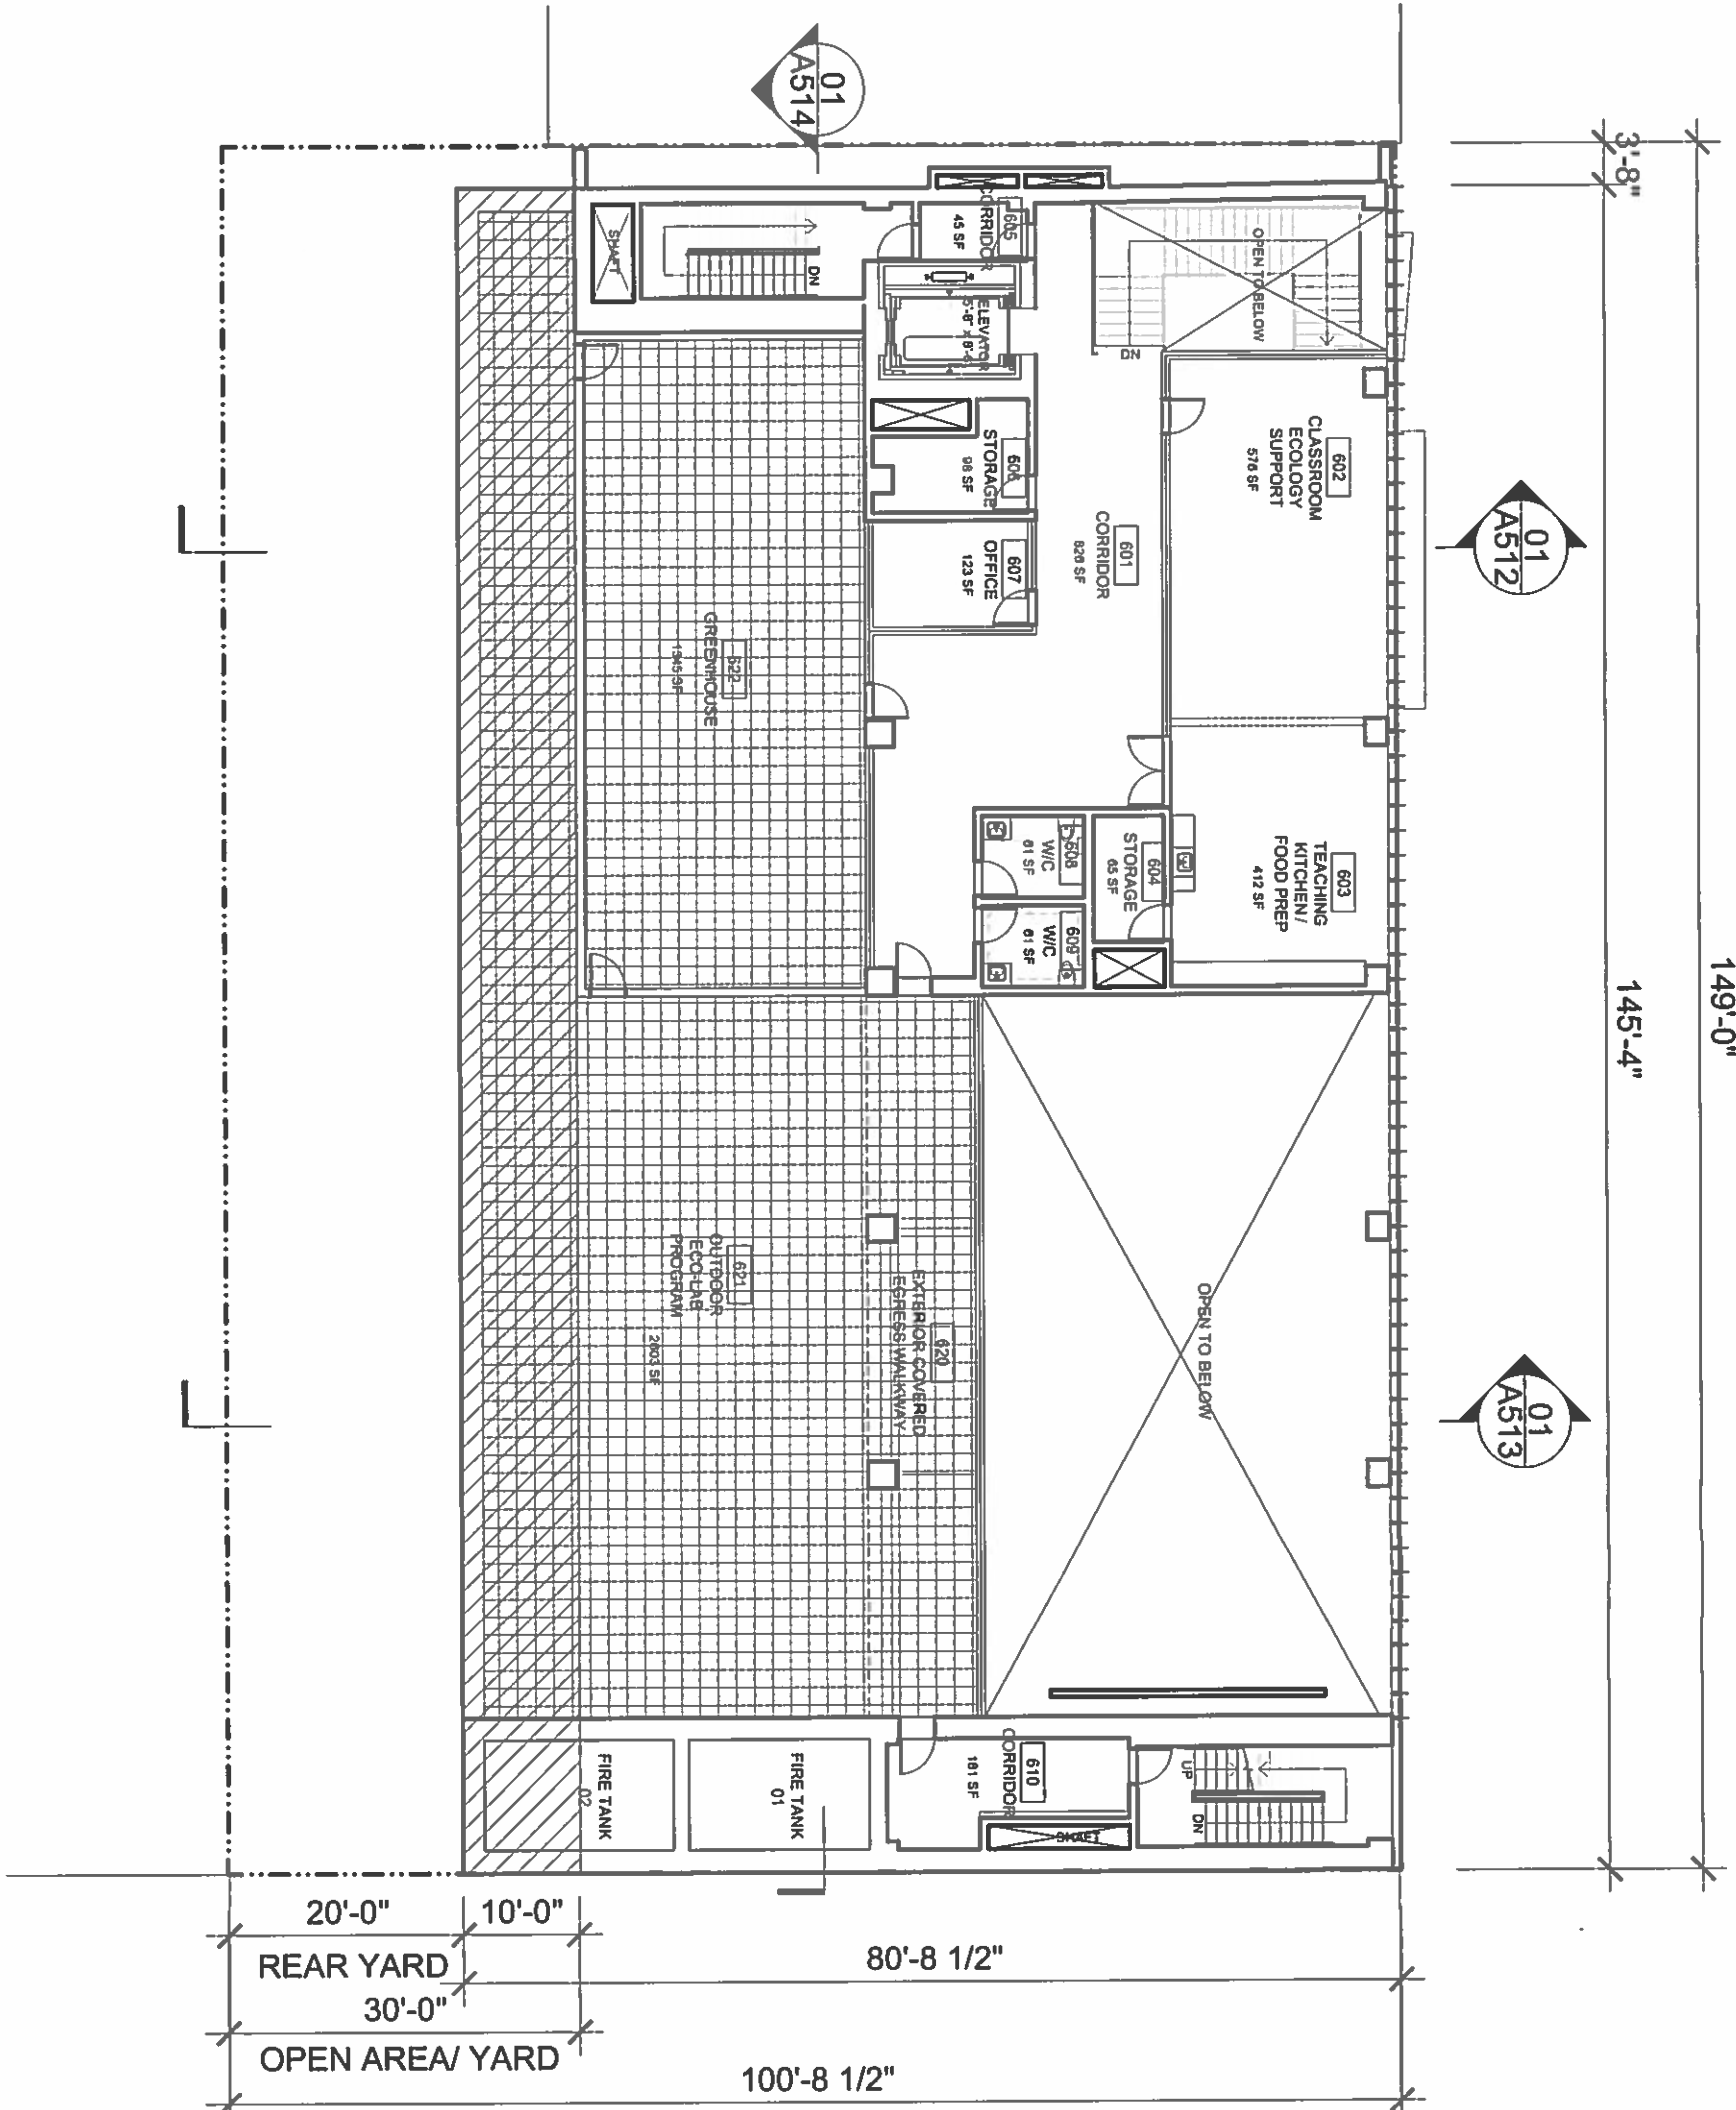 01
A514
3'-8"
149'-0"
145'-4"
SHAFT
DN
605
CORRIDOR
45 SF
ELEVATOR
OPEN TO BELOW
DN
602
CLASSROOM
ECOLOGY
SUPPORT
576 SF
01
A512
606
STORAGE
98 SF
607
OFFICE
123 SF
601
CORRIDOR
826 SF
622
GREENHOUSE
1345 SF
608
W/C
61 SF
609
W/C
61 SF
604
STORAGE
65 SF
603
TEACHING
KITCHEN/
FOOD PREP
412 SF
621
OUTDOOR
ECO-LAB
PROGRAM
2603 SF
620
EXTERIOR COVERED
EGRESS WALKWAY
OPEN TO BELOW
01
A513
FIRE TANK
02
FIRE TANK
01
610
CORRIDOR
181 SF
SHAFT
UP
DN
20'-0"
10'-0"
REAR YARD
80'-8 1/2"
30'-0"
OPEN AREA/ YARD
100'-8 1/2"